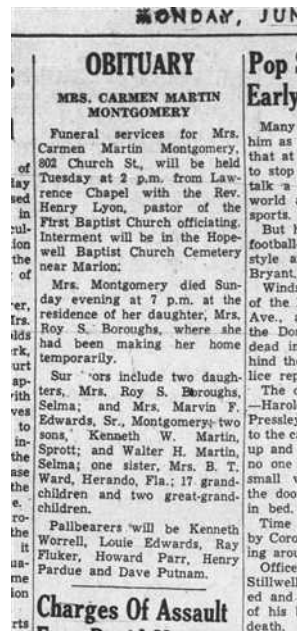 MONDAY, JUN
OBITUARY
MRS. CARMEN MARTIN
MONTGOMERY
Funeral services for Mrs.
Carmen Martin Montgomery,
802 Church St., will be held
Tuesday at 2 p.m. from Law-
rence Chapel with the Rev.
Henry Lyon, pastor of the
First Baptist Church officiating.
Interment will be in the Hope-
well Baptist Church Cemetery
near Marion.
Mrs. Montgomery died Sun-
day evening at 7 p.m. at the
residence of her daughter, Mrs.
Roy S. Boroughs, where she
had been making her home
temporarily.
Sur ors include two daugh-
ters, Mrs. Roy S. Boroughs,
Selma; and Mrs. Marvin F.
Edwards, Sr., Montgomery; two
sons, Kenneth W. Martin,
Sprott; and Walter H. Martin,
Selma; one sister, Mrs. B. T.
Ward, Herando, Fla.; 17 grand-
children and two great-grand-
children.
Pallbearers will be Kenneth
Worrell, Louie Edwards, Ray
Fluker, Howard Parr, Henry
Pardue and Dave Putnam.
Charges Of Assault
Pop
Early
Many
him as
that at
to stop
talk a
world
sports.
But
football
style a
Bryant.
Winds
of the
Ave., a
the Do
dead in
hind the
lice rep
The c
—Harol
Pressley
to the c
up and
no one
small v
the doo
in bed.
Time
by Coro
ing arou
Office
Stillwell
ed and
of his
death.